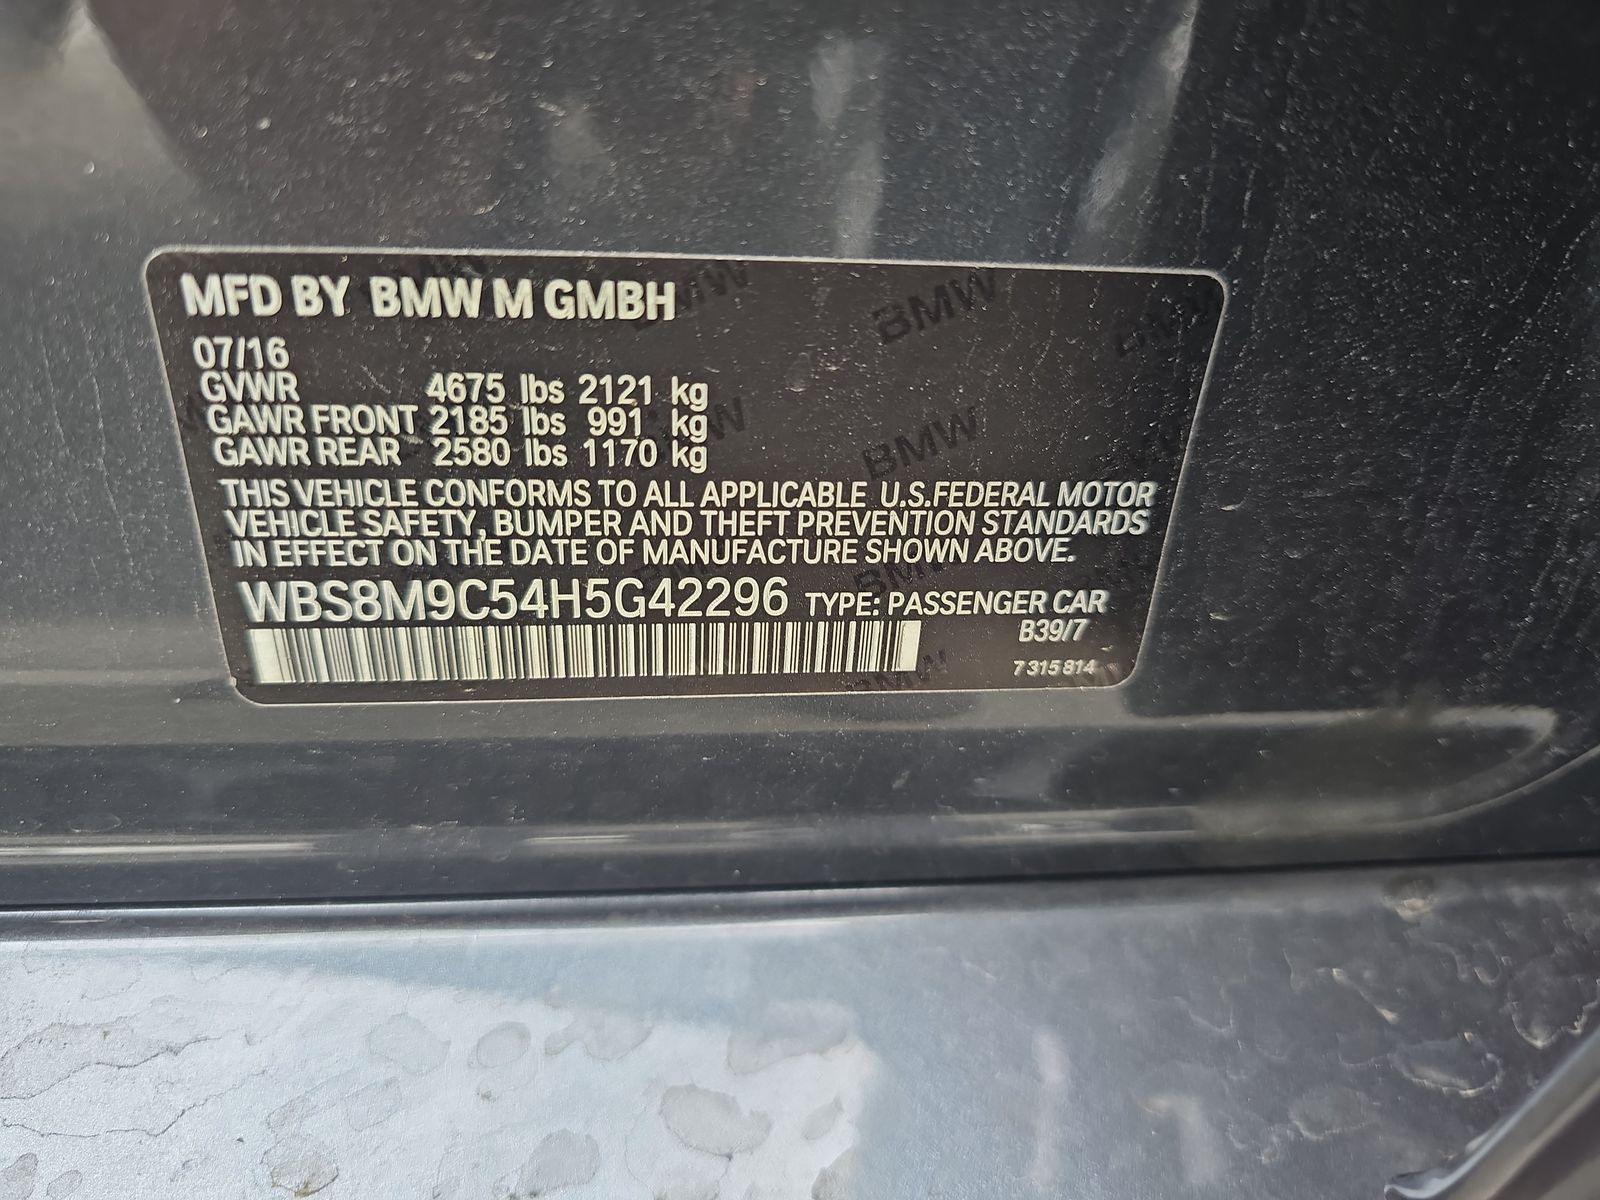 MFD BY BMW M GMBH
07/16
GVWR 4675 lbs 2121 kg
GAWR FRONT 2185 lbs 991 kg
GAWR REAR 2580 lbs 1170 kg
THIS VEHICLE CONFORMS TO ALL APPLICABLE U.S.FEDERAL MOTOR
VEHICLE SAFETY, BUMPER AND THEFT PREVENTION STANDARDS
IN EFFECT ON THE DATE OF MANUFACTURE SHOWN ABOVE.
WBS8M9C54H5G42296 TYPE: PASSENGER CAR
B39/7
7 315 814